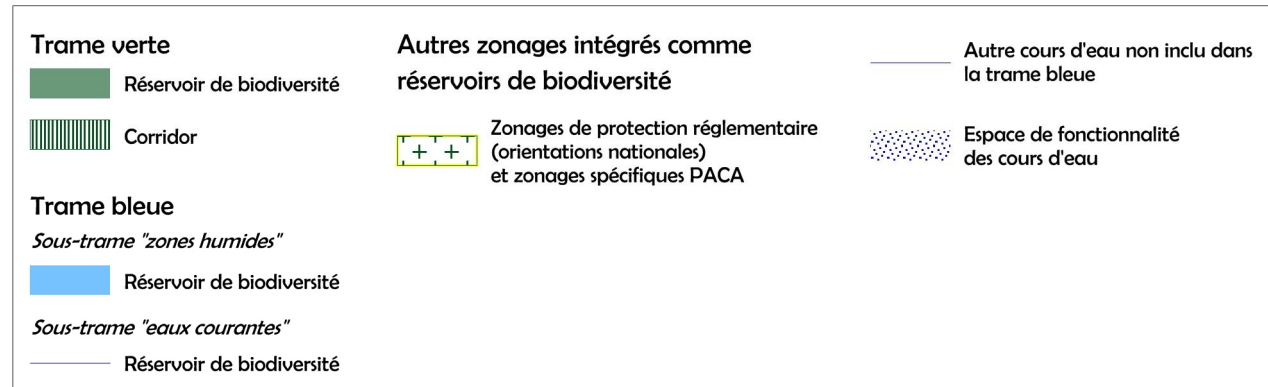 Trame verte
Réservoir de biodiversité
Corridor
Trame bleue
Sous-trame "zones humides"
Réservoir de biodiversité
Sous-trame "eaux courantes"
Réservoir de biodiversité
Autres zonages intégrés comme
réservoirs de biodiversité
Zonages de protection réglementaire
(orientations nationales)
et zonages spécifiques PACA
Autre cours d'eau non inclu dans
la trame bleue
Espace de fonctionnalité
des cours d'eau